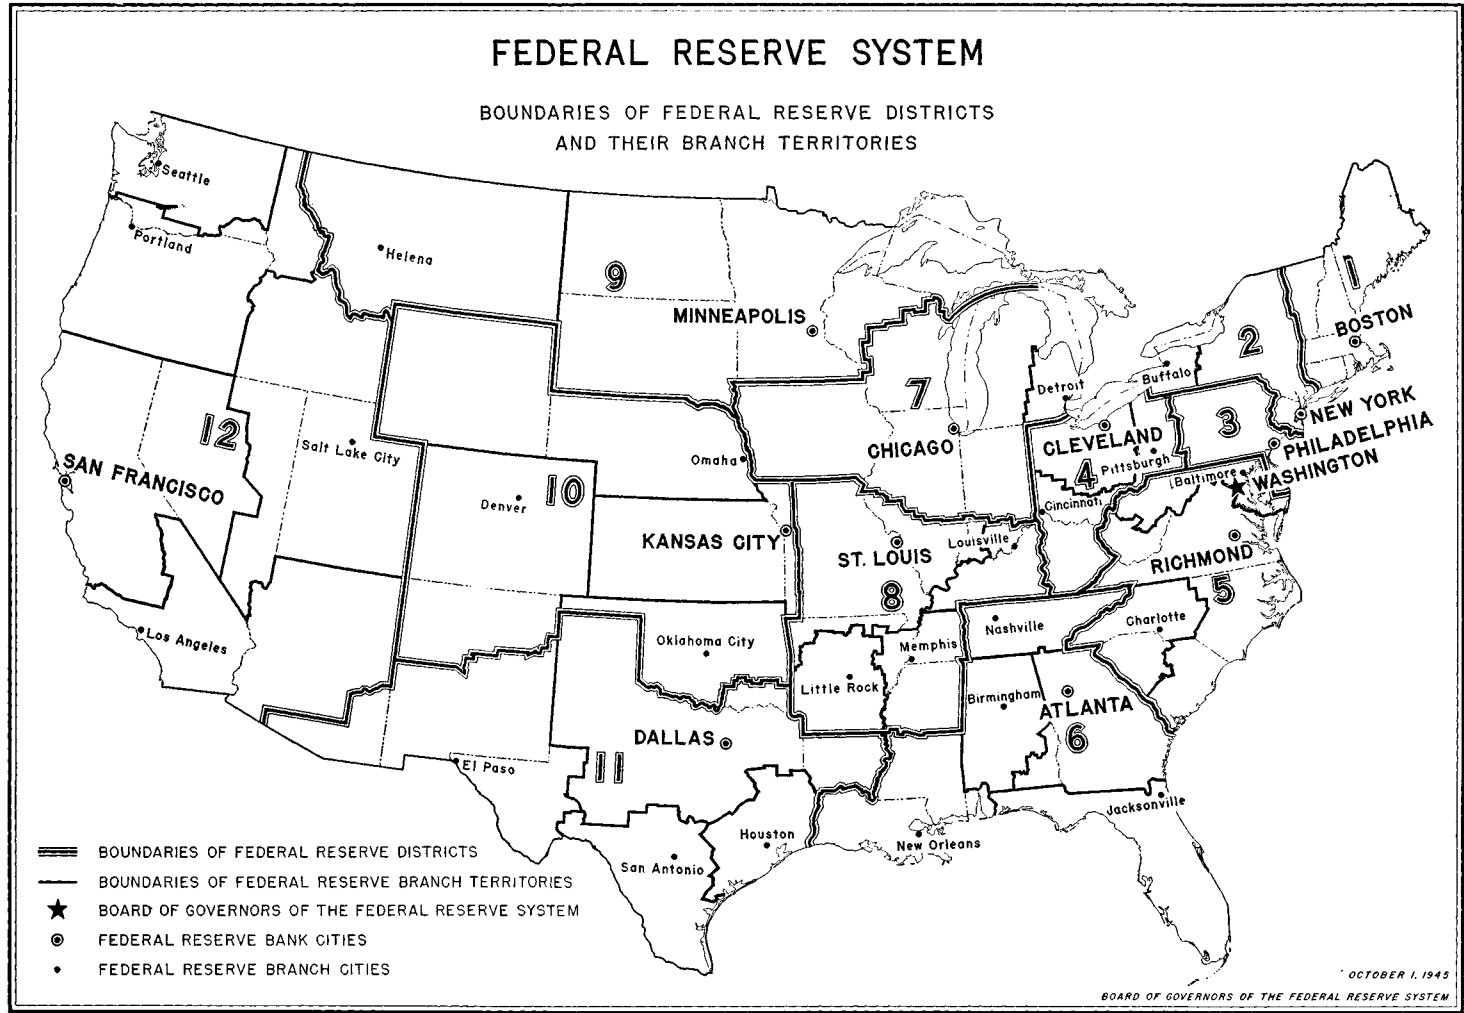 FEDERAL RESERVE SYSTEM
BOUNDARIES OF FEDERAL RESERVE DISTRICTS
AND THEIR BRANCH TERRITORIES
Seattle
Portland
Helena
9
MINNEAPOLIS
1
BOSTON
2
Buffalo
Detroit
7
CHICAGO
CLEVELAND
4
Pittsburgh
3
NEW YORK
PHILADELPHIA
WASHINGTON
Baltimore
Cincinnati
12
SAN FRANCISCO
Salt Lake City
Omaha
Denver
10
KANSAS CITY
ST. LOUIS
8
Louisville
RICHMOND
5
Los Angeles
Oklahoma City
Memphis
Nashville
Charlotte
Little Rock
Birmingham
ATLANTA
6
DALLAS
11
El Paso
Jacksonville
Houston
San Antonio
New Orleans
BOUNDARIES OF FEDERAL RESERVE DISTRICTS
BOUNDARIES OF FEDERAL RESERVE BRANCH TERRITORIES
BOARD OF GOVERNORS OF THE FEDERAL RESERVE SYSTEM
FEDERAL RESERVE BANK CITIES
FEDERAL RESERVE BRANCH CITIES
OCTOBER 1, 1945
BOARD OF GOVERNORS OF THE FEDERAL RESERVE SYSTEM